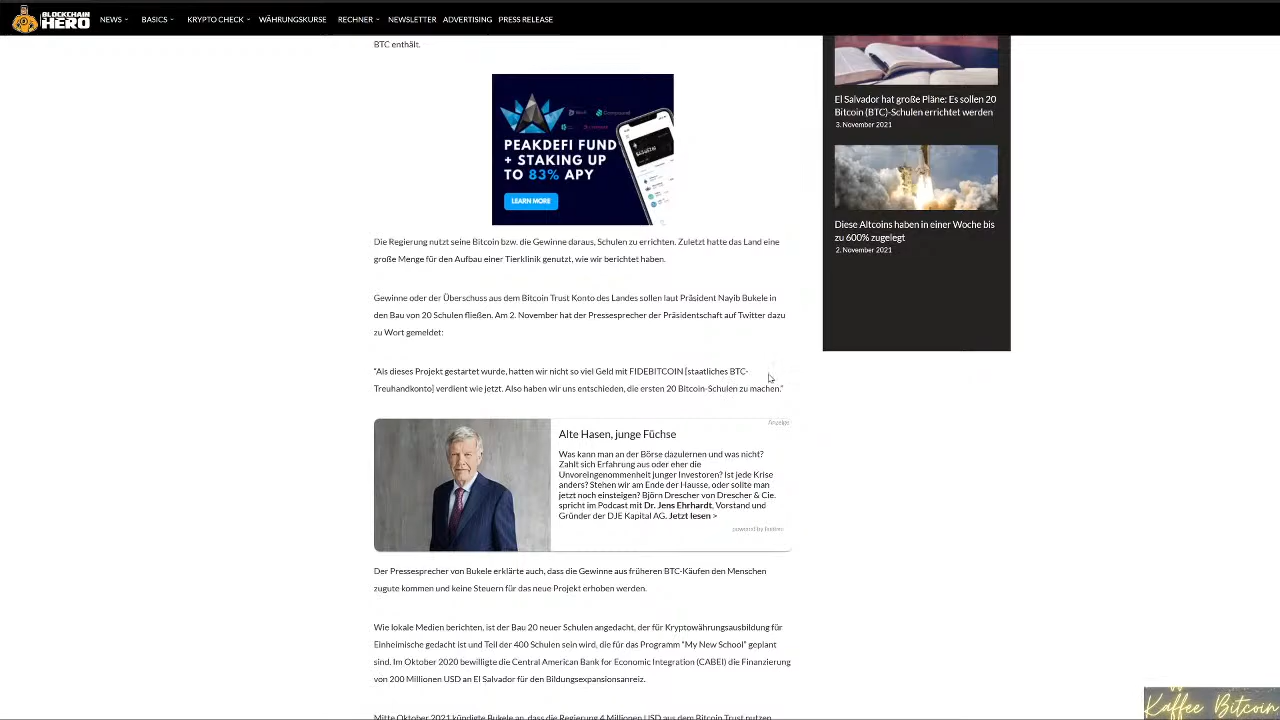 BLOCKCHAIN
HERO
NEWS
BASICS
KRYPTO CHECK
WÄHRUNGSKURSE
RECHNER
NEWSLETTER
ADVERTISING
PRESS RELEASE
BTC enthält.
PEAKDEFI FUND
+ STAKING UP
TO 83% APY
LEARN MORE
Die Regierung nutzt seine Bitcoin bzw. die Gewinne daraus, Schulen zu errichten. Zuletzt hatte das Land eine
große Menge für den Aufbau einer Tierklinik genutzt, wie wir berichtet haben.
Gewinne oder der Überschuss aus dem Bitcoin Trust Konto des Landes sollen laut Präsident Nayib Bukele in
den Bau von 20 Schulen fließen. Am 2. November hat der Pressesprecher der Präsidentschaft auf Twitter dazu
zu Wort gemeldet:
“Als dieses Projekt gestartet wurde, hatten wir nicht so viel Geld mit FIDEBITCOIN [staatliches BTC-
Treuhandkonto] verdient wie jetzt. Also haben wir uns entschieden, die ersten 20 Bitcoin-Schulen zu machen.”
Anzeige
Alte Hasen, junge Füchse
Was kann man an der Börse dazulernen und was nicht?
Zahlt sich Erfahrung aus oder eher die
Unvoreingenommenheit junger Investoren? Ist jede Krise
anders? Stehen wir am Ende der Hausse, oder sollte man
jetzt noch einsteigen? Björn Drescher von Drescher & Cie.
spricht im Podcast mit Dr. Jens Ehrhardt, Vorstand und
Gründer der DJE Kapital AG. Jetzt lesen >
powered by
Der Pressesprecher von Bukele erklärte auch, dass die Gewinne aus früheren BTC-Käufen den Menschen
zugute kommen und keine Steuern für das neue Projekt erhoben werden.
Wie lokale Medien berichten, ist der Bau 20 neuer Schulen angedacht, der für Kryptowährungsausbildung für
Einheimische gedacht ist und Teil der 400 Schulen sein wird, die für das Programm “My New School” geplant
sind. Im Oktober 2020 bewilligte die Central American Bank for Economic Integration (CABEI) die Finanzierung
von 200 Millionen USD an El Salvador für den Bildungsexpansionsanreiz.
Mitte Oktober 2021 kündigte Bukele an, dass die Regierung 4 Millionen USD aus dem Bitcoin Trust nutzen
El Salvador hat große Pläne: Es sollen 20
Bitcoin (BTC)-Schulen errichtet werden
3. November 2021
Diese Altcoins haben in einer Woche bis
zu 600% zugelegt
2. November 2021
Kaffee Bitcoin